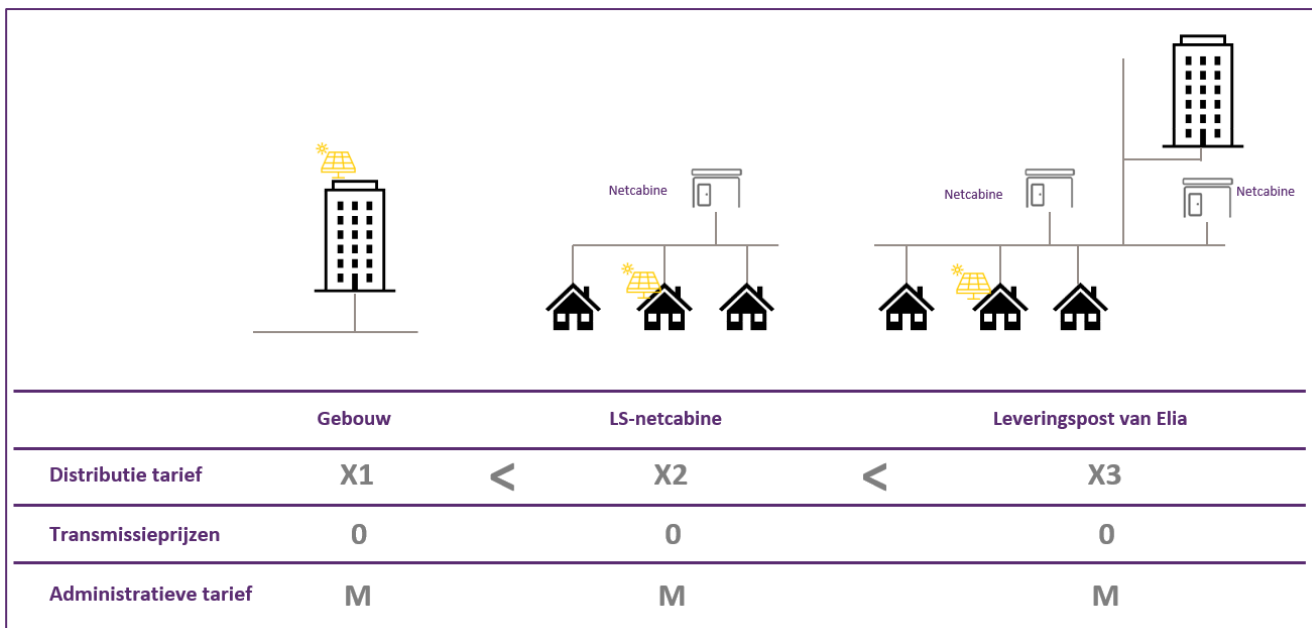 Netcabine
Netcabine
Netcabine
Gebouw LS-netcabine Leveringspost van Elia
Distributie tarief X1 < X2 < X3
Transmissieprijzen 0 0 0
Administratieve tarief M M M